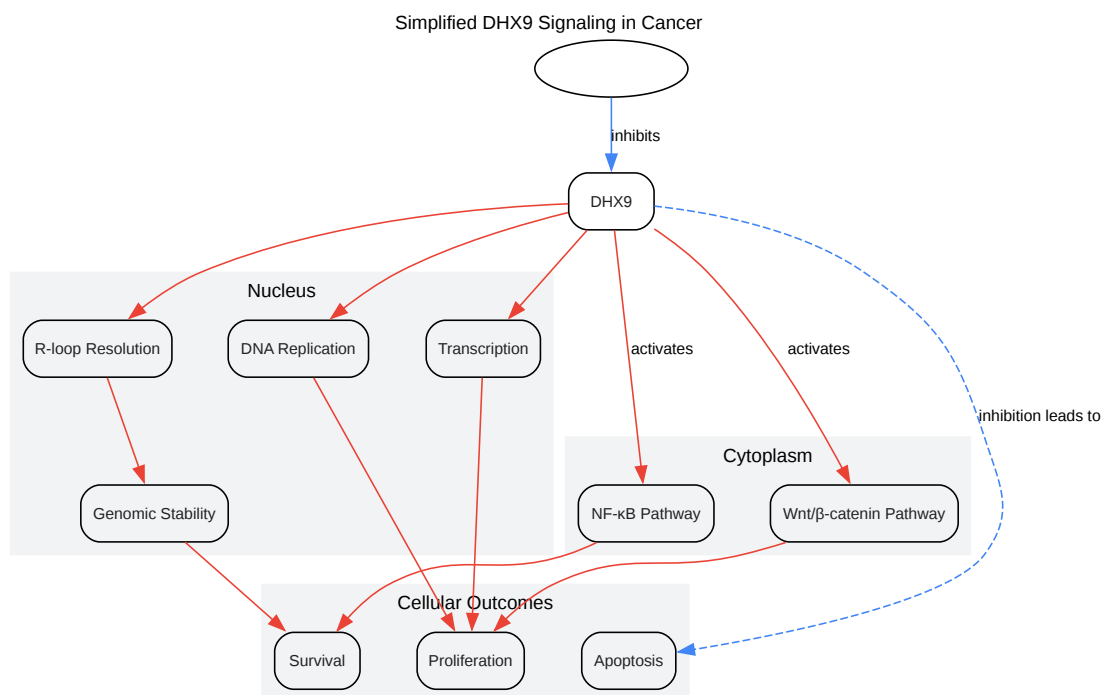 Simplified DHX9 Signaling in Cancer
inhibits
DHX9
Nucleus
R-loop Resolution
DNA Replication
Transcription
activates
activates
inhibition leads to
Cytoplasm
Genomic Stability
NF-κB Pathway
Wnt/β-catenin Pathway
Cellular Outcomes
Survival
Proliferation
Apoptosis